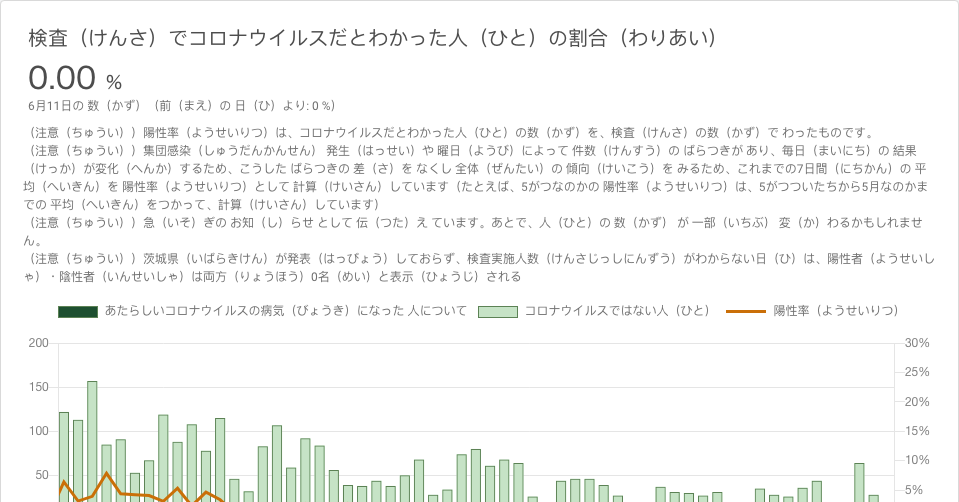 検査（けんさ）でコロナウイルスだとわかった人（ひと）の割合（わりあい）
0.00 %
6月11日の 数（かず）（前（まえ）の 日（ひ）より: 0 %）
（注意（ちゅうい））陽性率（ようせいりつ）は、コロナウイルスだとわかった人（ひと）の数（かず）を、検査（けんさ）の数（かず）で わったものです。
（注意（ちゅうい））集団感染（しゅうだんかんせん） 発生（はっせい）や 曜日（ようび）によって 件数（けんすう）の ばらつきが あり、毎日（まいにち）の 結果
（けっか）が変化（へんか）するため、こうした ばらつきの 差（さ）を なくし 全体（ぜんたい）の 傾向（けいこう）を みるため、これまでの7日間（にちかん）の 平
均（へいきん）を 陽性率（ようせいりつ）として 計算（けいさん）しています（たとえば、5がつなのかの 陽性率（ようせいりつ）は、5がつついたちから5月なのかま
での 平均（へいきん）をつかって、計算（けいさん）しています）
（注意（ちゅうい））急（いそ）ぎの お知（し）らせ として 伝（つた）え ています。あとで、人（ひと）の 数（かず） が 一部（いちぶ） 変（か）わるかもしれませ
ん。
（注意（ちゅうい））茨城県（いばらきけん）が発表（はっぴょう）しておらず、検査実施人数（けんさじっしにんずう）がわからない日（ひ）は、陽性者（ようせいし
ゃ）・陰性者（いんせいしゃ）は両方（りょうほう）0名（めい）と表示（ひょうじ）される
あたらしいコロナウイルスの病気（びょうき）になった 人について コロナウイルスではない人（ひと） 陽性率（ようせいりつ）
200 30%
25%
150
20%
100 15%
10%
50
5%